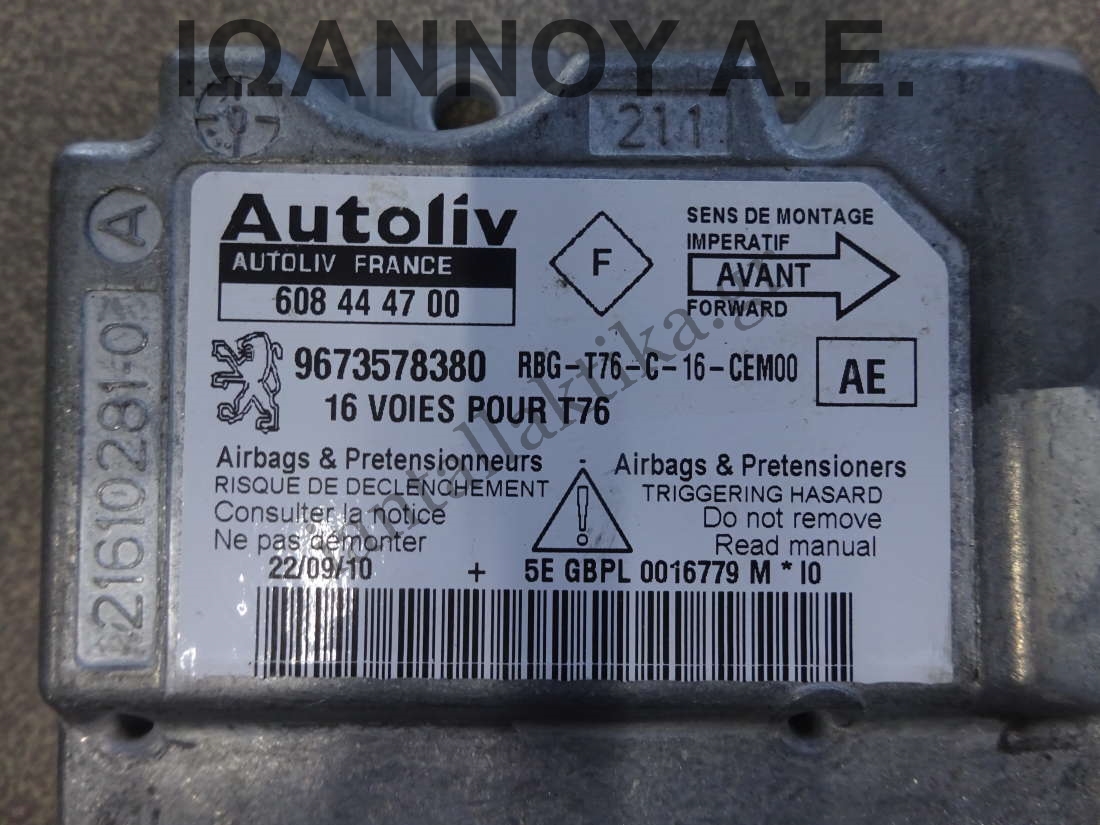 ΙΩΑΝΝΟΥ Α.Ε.
211
A
Autoliv
AUTOLIV FRANCE
608 44 47 00
F
SENS DE MONTAGE
IMPERATIF
AVANT
FORWARD
9673578380 RBG-T76-C-16-CEM00
AE
16 VOIES POUR T76
Airbags & Pretensionneurs - Airbags & Pretensioners
RISQUE DE DECLENCHEMENT
TRIGGERING HASARD
Consulter la notice
Do not remove
Ne pas démonter
Read manual
!
22/09/10 + 5E GBPL 0016779 M * I0
antallaktika.gr